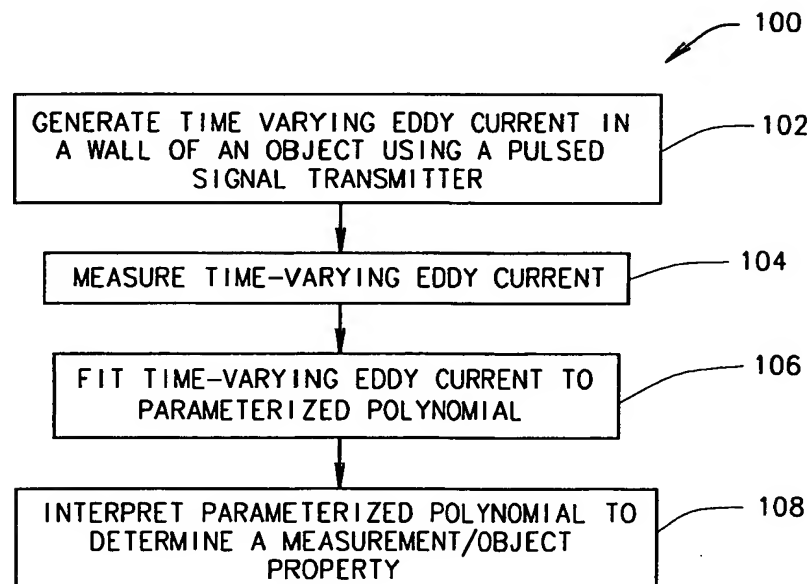 100
GENERATE TIME VARYING EDDY CURRENT IN
A WALL OF AN OBJECT USING A PULSED
SIGNAL TRANSMITTER
102
MEASURE TIME-VARYING EDDY CURRENT
104
FIT TIME-VARYING EDDY CURRENT TO
PARAMETERIZED POLYNOMIAL
106
INTERPRET PARAMETERIZED POLYNOMIAL TO
DETERMINE A MEASUREMENT/OBJECT
PROPERTY
108